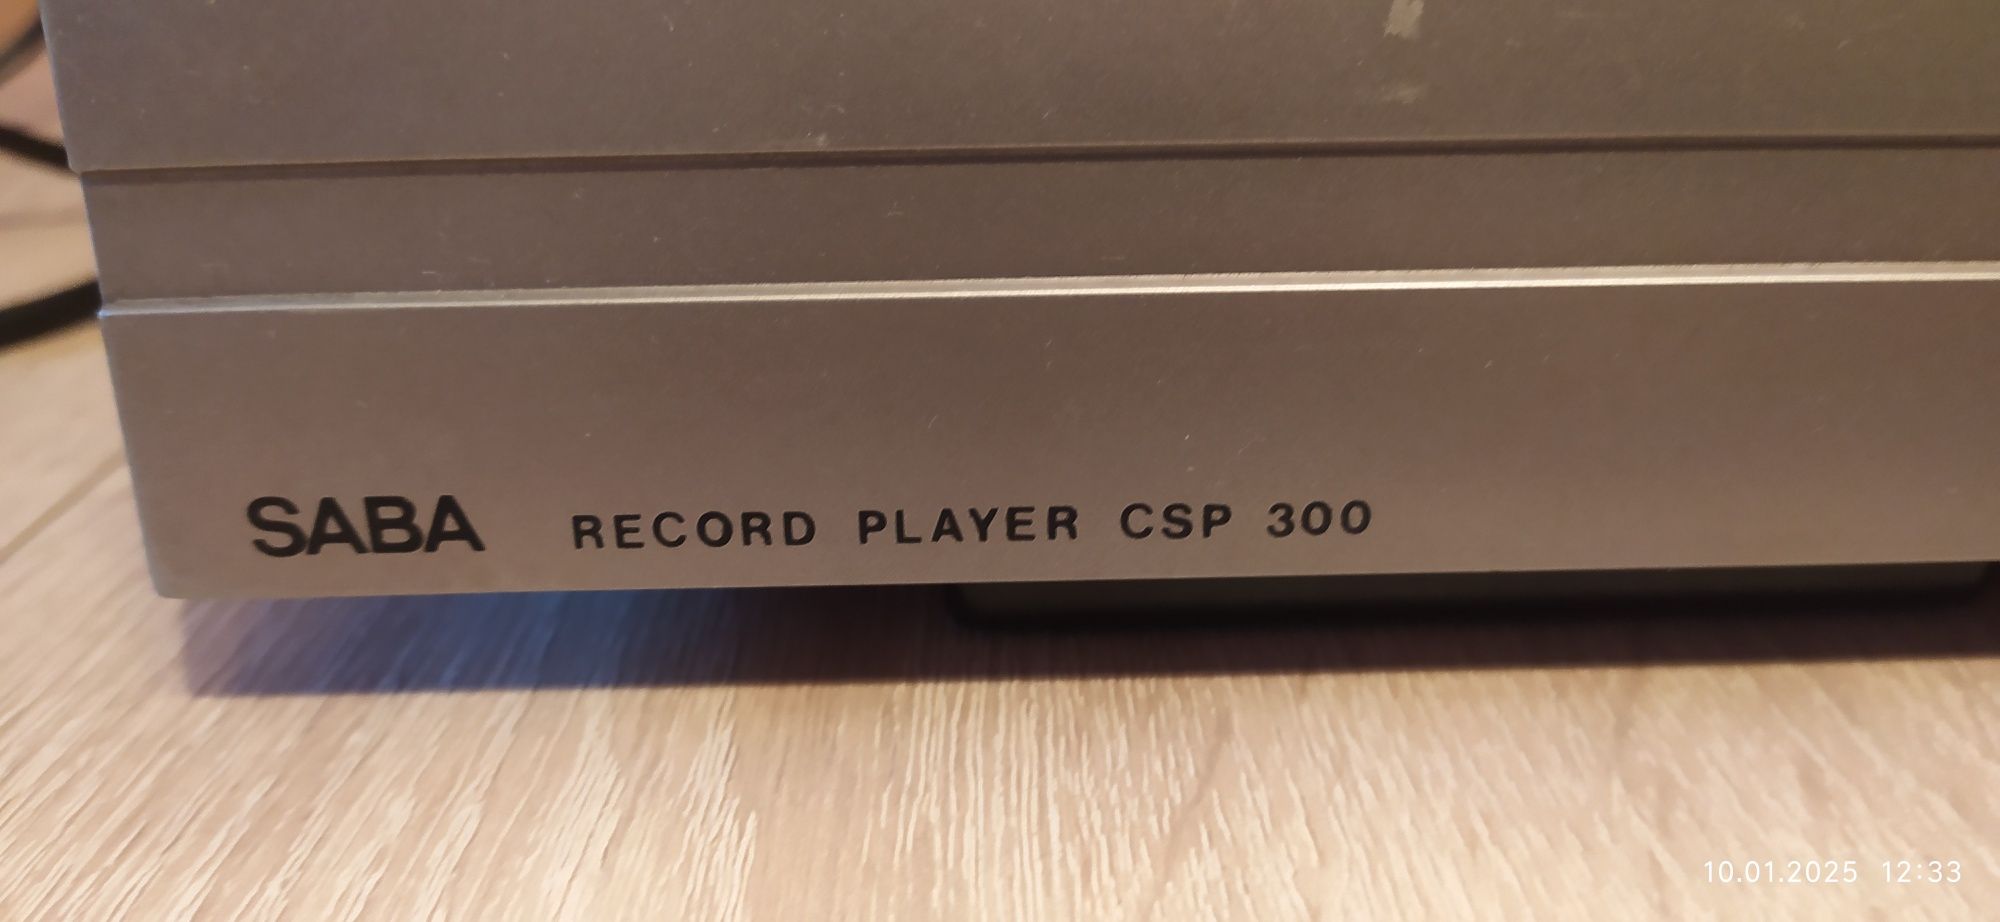 SABA RECORD PLAYER CSP 300
10.01.2025 12:33